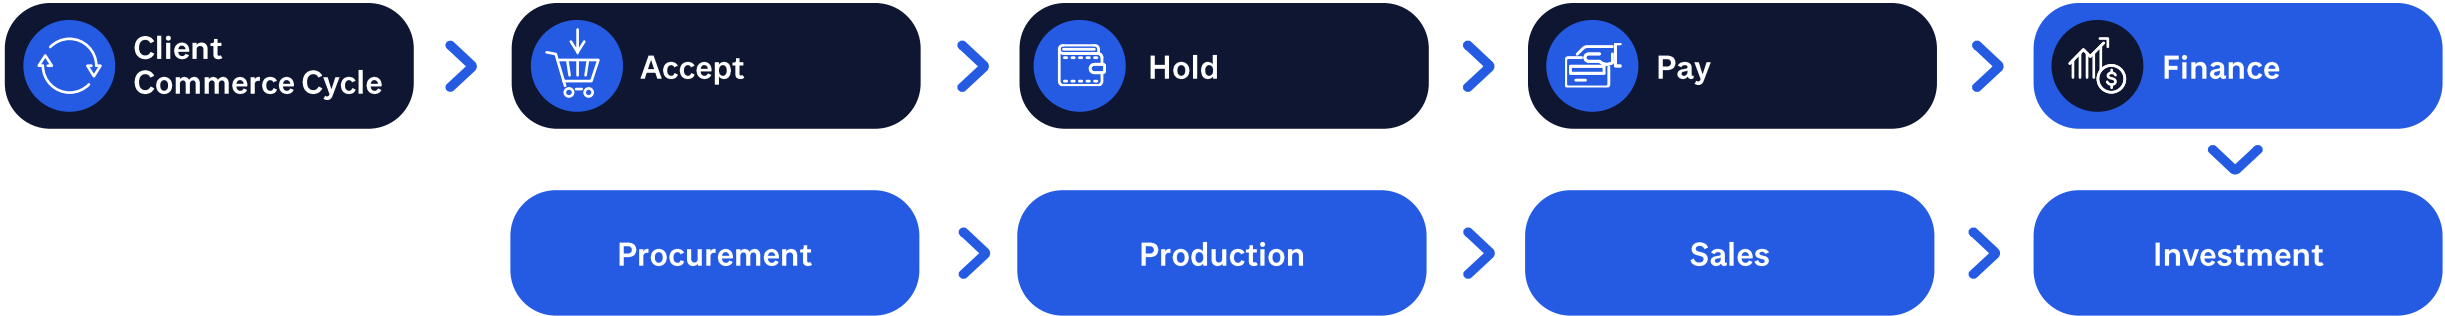 Client
Commerce Cycle
Accept
Hold
Pay
Finance
Procurement
Production
Sales
Investment